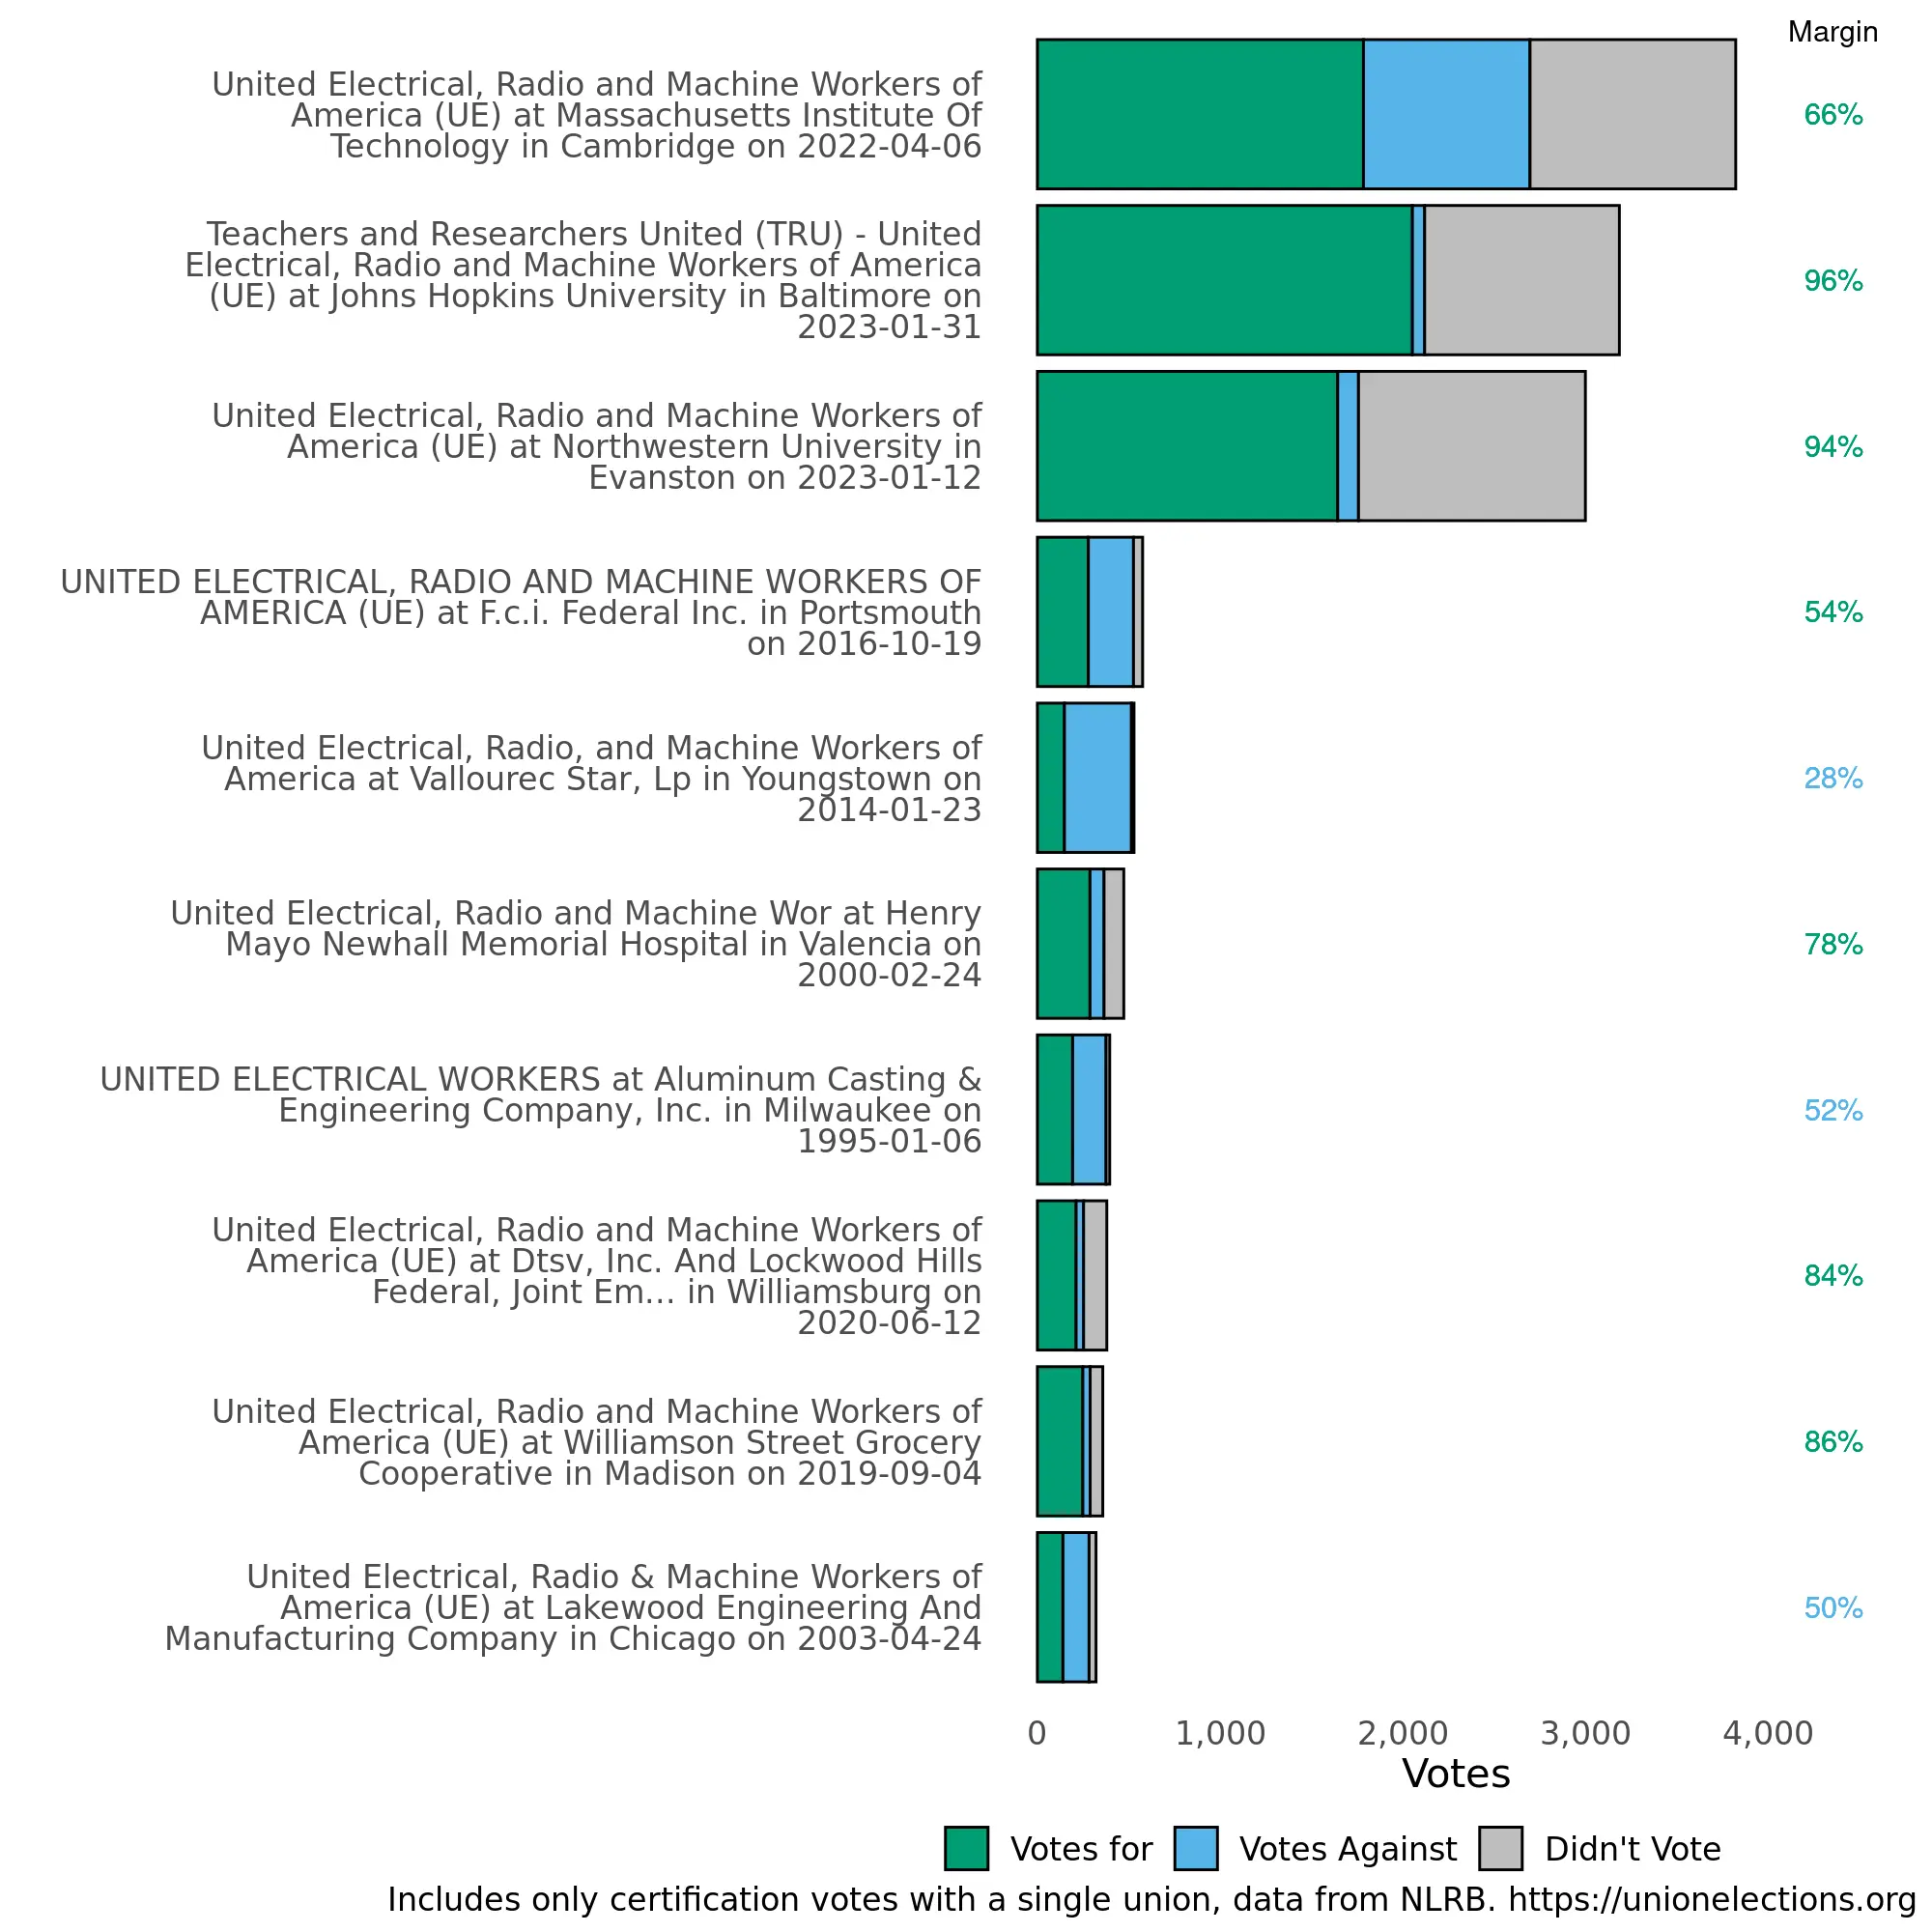 Margin
United Electrical, Radio and Machine Workers of
America (UE) at Massachusetts Institute Of
Technology in Cambridge on 2022-04-06
66%
Teachers and Researchers United (TRU) - United
Electrical, Radio and Machine Workers of America
(UE) at Johns Hopkins University in Baltimore on
2023-01-31
96%
United Electrical, Radio and Machine Workers of
America (UE) at Northwestern University in
Evanston on 2023-01-12
94%
UNITED ELECTRICAL, RADIO AND MACHINE WORKERS OF
AMERICA (UE) at F.c.i. Federal Inc. in Portsmouth
on 2016-10-19
54%
United Electrical, Radio, and Machine Workers of
America at Vallourec Star, Lp in Youngstown on
2014-01-23
28%
United Electrical, Radio and Machine Wor at Henry
Mayo Newhall Memorial Hospital in Valencia on
2000-02-24
78%
UNITED ELECTRICAL WORKERS at Aluminum Casting &
Engineering Company, Inc. in Milwaukee on
1995-01-06
52%
United Electrical, Radio and Machine Workers of
America (UE) at Dtsv, Inc. And Lockwood Hills
Federal, Joint Em... in Williamsburg on
2020-06-12
84%
United Electrical, Radio and Machine Workers of
America (UE) at Williamson Street Grocery
Cooperative in Madison on 2019-09-04
86%
United Electrical, Radio & Machine Workers of
America (UE) at Lakewood Engineering And
Manufacturing Company in Chicago on 2003-04-24
50%
0 1,000 2,000 3,000 4,000
Votes
Votes for Votes Against Didn't Vote
Includes only certification votes with a single union, data from NLRB. https://unionelections.org